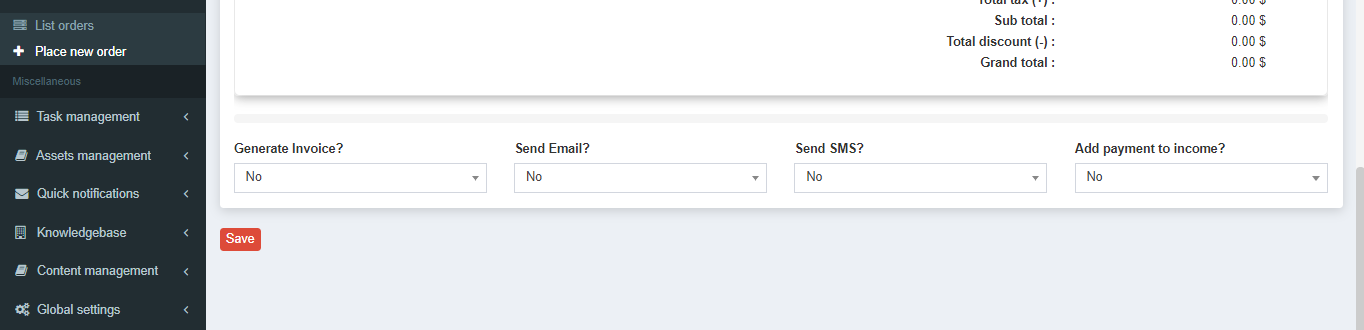 List orders
Place new order
Miscellaneous
Task management
Assets management
Quick notifications
Knowledgebase
Content management
Global settings
Total tax (+) : 0.00 $
Sub total : 0.00 $
Total discount (-) : 0.00 $
Grand total : 0.00 $
Generate Invoice? Send Email? Send SMS? Add payment to income?
No No No No
Save